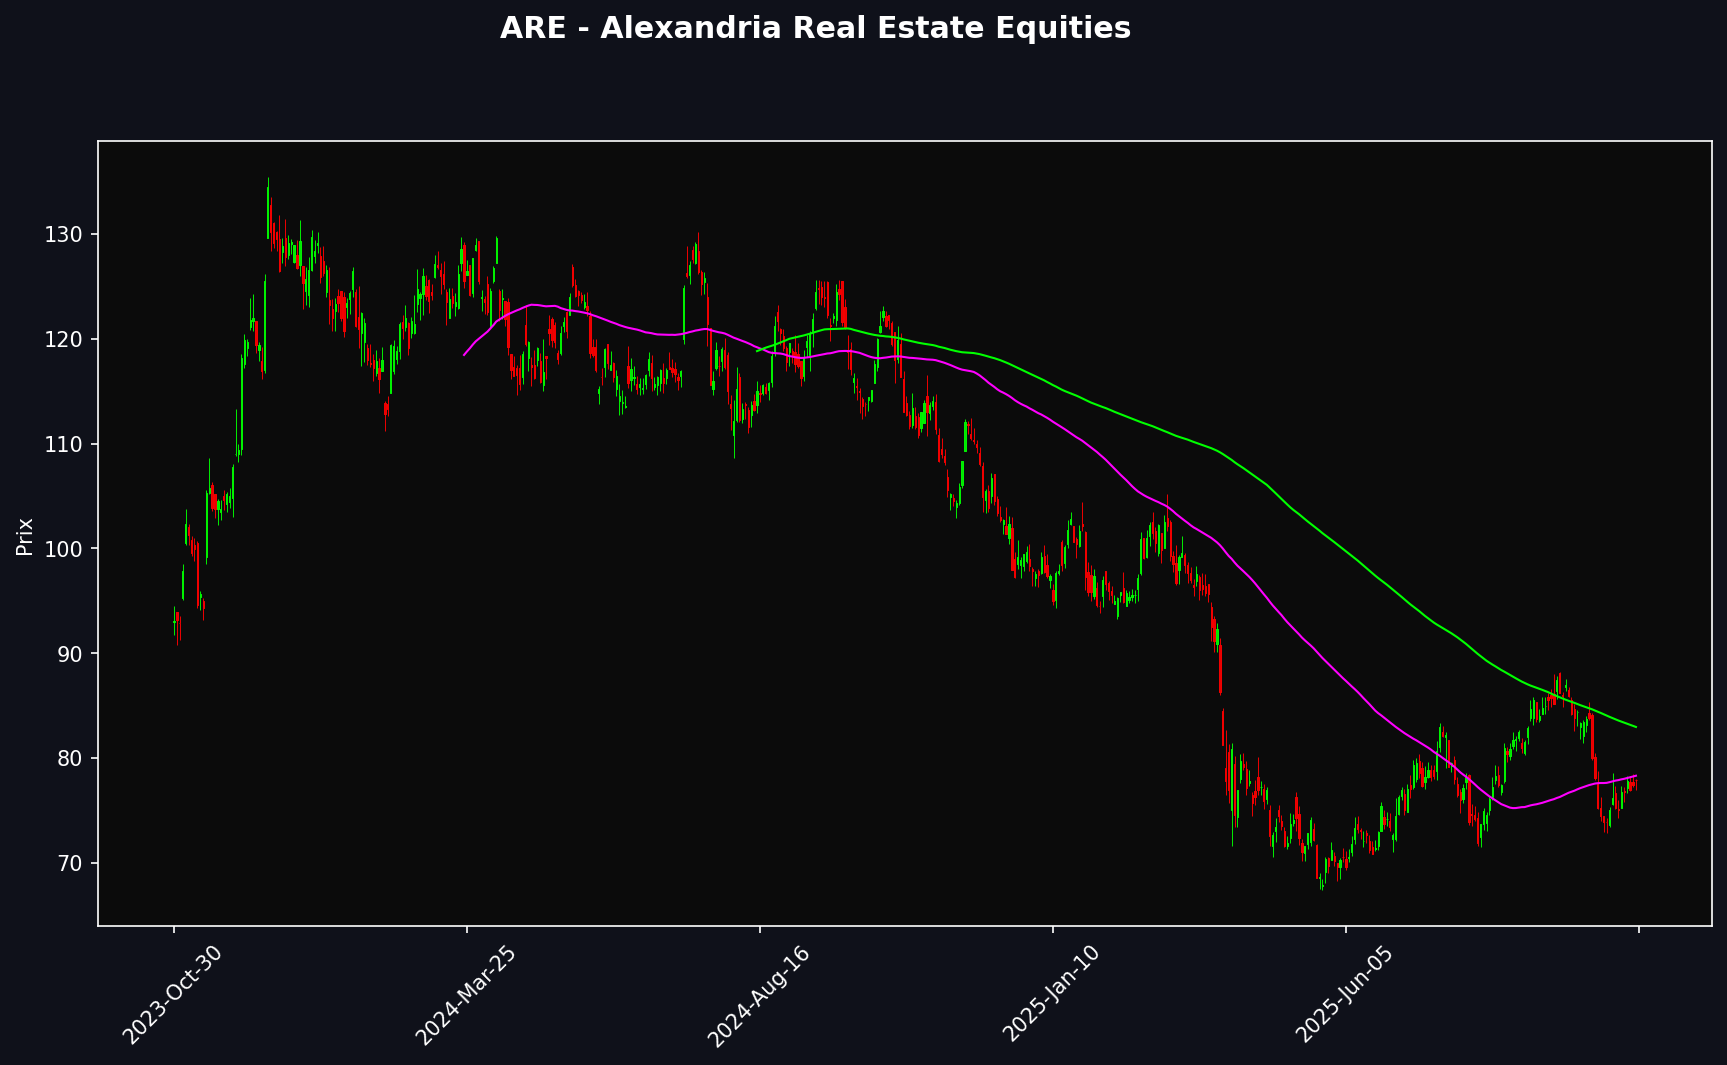 ARE - Alexandria Real Estate Equities
Prix
130
120
110
100
90
80
70
2023-Oct-30
2024-Mar-25
2024-Aug-16
2025-Jan-10
2025-Jun-05